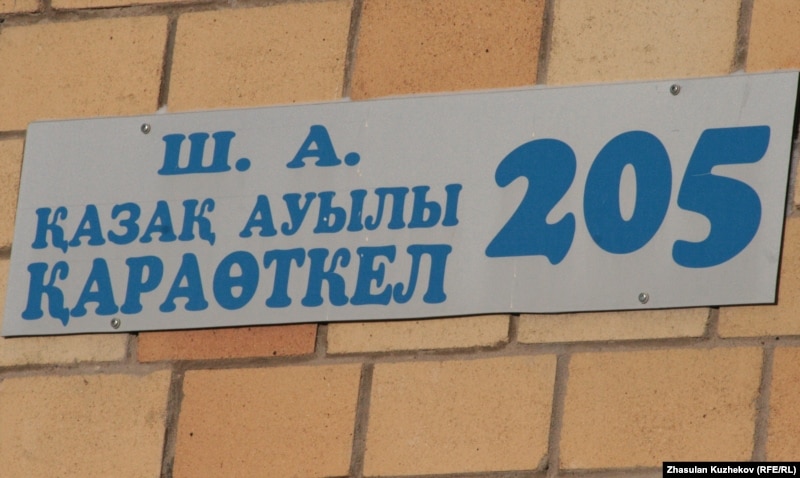 Ш. А.
ҚАЗАҚ АУЫЛЫ
ҚАРАӨТКЕЛ
205
Zhasulan Kuzhekov (RFE/RL)